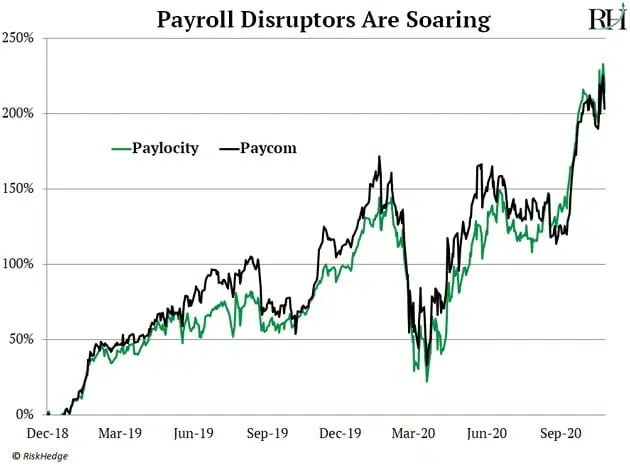 Payroll Disruptors Are Soaring
RH
250%
200%
150%
100%
50%
0%
Paylocity
Paycom
Dec-18
Mar-19
Jun-19
Sep-19
Dec-19
Mar-20
Jun-20
Sep-20
© RiskHedge